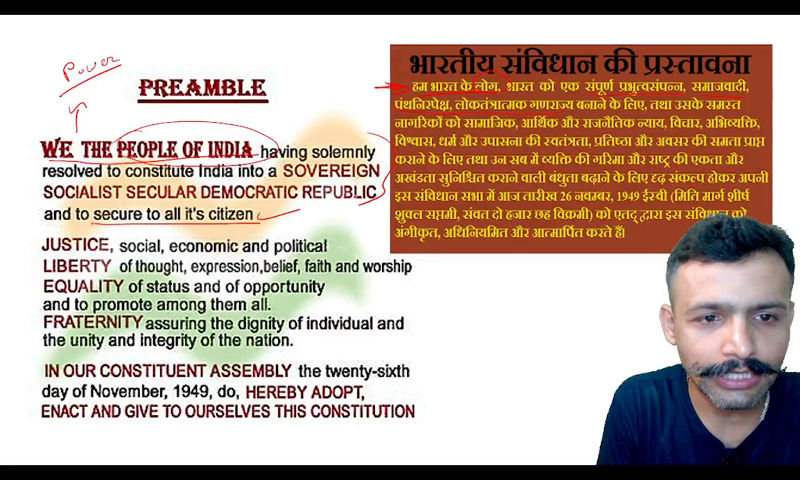 Power
PREAMBLE
WE THE PEOPLE OF INDIA having solemnly
resolved to constitute India into a SOVEREIGN
SOCIALIST SECULAR DEMOCRATIC REPUBLIC
and to secure to all it's citizen
JUSTICE, social, economic and political
LIBERTY of thought, expression,belief, faith and worship
EQUALITY of status and of opportunity
and to promote among them all.
FRATERNITY assuring the dignity of individual and
the unity and integrity of the nation.
IN OUR CONSTITUENT ASSEMBLY the twenty-sixth
day of November, 1949, do, HEREBY ADOPT,
ENACT AND GIVE TO OURSELVES THIS CONSTITUTION
भारतीय संविधान की प्रस्तावना
हम भारत के लोग, भारत को एक संपूर्ण प्रभुत्वसंपन्न, समाजवादी,
पंथनिरपेक्ष, लोकतंत्रात्मक गणराज्य बनाने के लिए, तथा उसके समस्त
नागरिकों को सामाजिक, आर्थिक और राजनैतिक न्याय, विचार, अभिव्यक्ति,
विश्वास, धर्म और उपासना की स्वतंत्रता, प्रतिष्ठा और अवसर की समता प्राप्त
कराने के लिए तथा उन सब में व्यक्ति की गरिमा और राष्ट्र की एकता और
अखंडता सुनिश्चित कराने वाली बंधुता बढ़ाने के लिए दृढ़ संकल्प होकर अपनी
इस संविधान सभा में आज तारीख 26 नवम्बर, 1949 ईस्वी (मिति मार्ग शीर्ष
शुक्ल सप्तमी, संवत दो हजार छह विक्रमी) को एतद् द्वारा इस संविधान को
अंगीकृत, अधिनियमित और आत्मार्पित करते हैं।